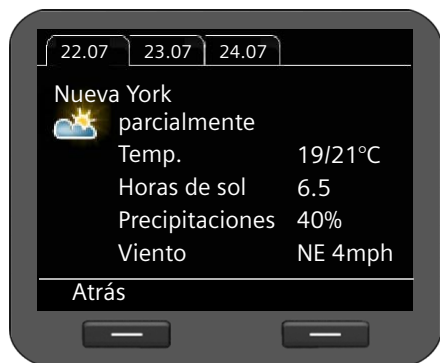 22.07 23.07 24.07
Nueva York
parcialmente
Temp. 19/21°C
Horas de sol 6.5
Precipitaciones 40%
Viento NE 4mph
Atrás